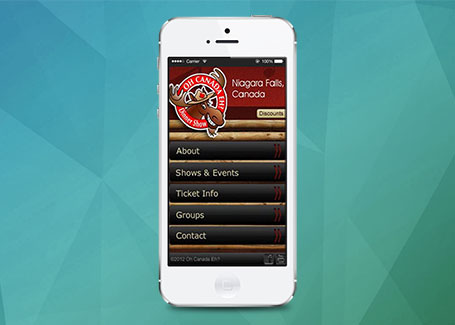 Carrier
100%
OH CANADA EH?
Dinner Show
Niagara Falls,
Canada
Discounts
About
Shows & Events
Ticket Info
Groups
Contact
©2012 Oh Canada Eh?